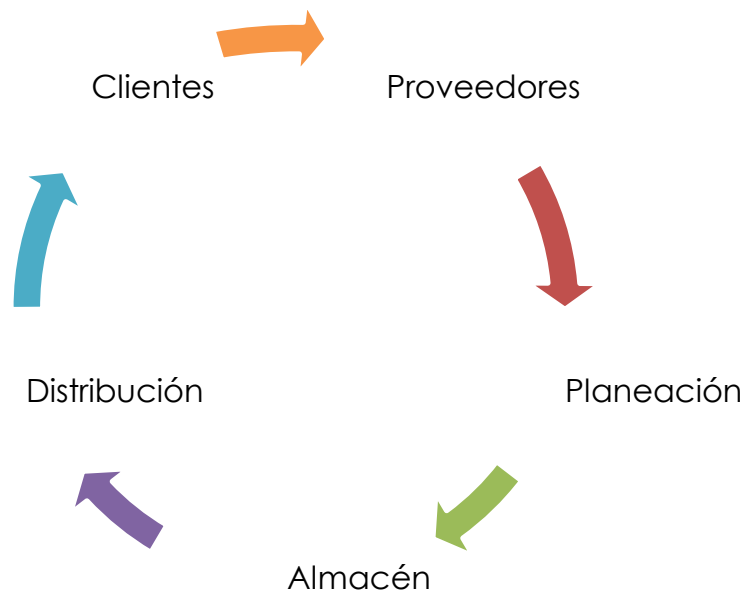 Clientes
Proveedores
Distribución
Planeación
Almacén